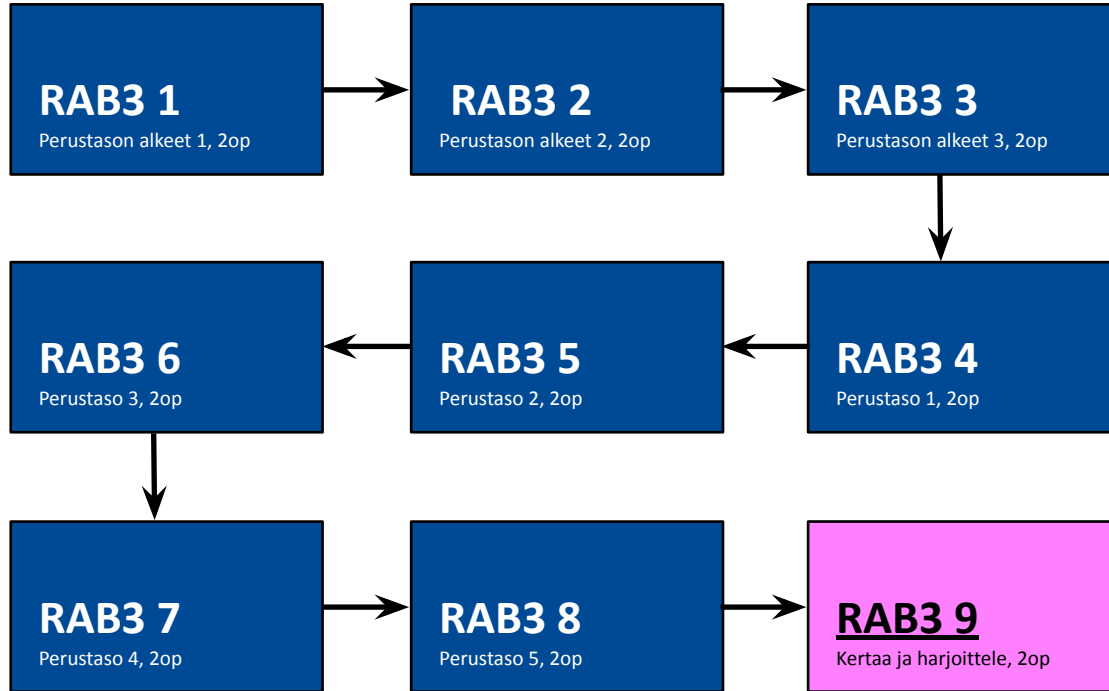 RAB3 1
Perustason alkeet 1, 2op
RAB3 2
Perustason alkeet 2, 2op
RAB3 3
Perustason alkeet 3, 2op
RAB3 6
Perustaso 3, 2op
RAB3 5
Perustaso 2, 2op
RAB3 4
Perustaso 1, 2op
RAB3 7
Perustaso 4, 2op
RAB3 8
Perustaso 5, 2op
RAB3 9
Kertaa ja harjoittele, 2op